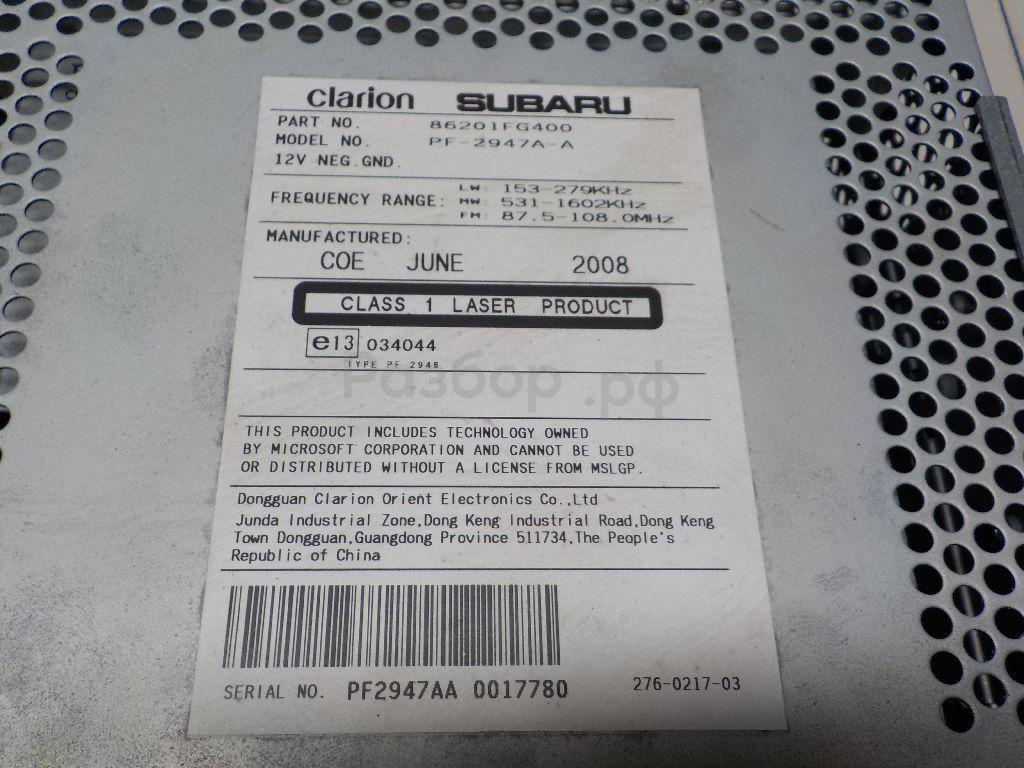 clarion SUBARU
PART NO. 86201FG400
MODEL NO. PF-2947A-A
12V NEG.GND.
FREQUENCY RANGE: LW: 153-279KHz
MW: 531-1602KHz
FM: 87.5-108.0MHz
MANUFACTURED:
COE JUNE 2008
CLASS 1 LASER PRODUCT
e13 034044
TYPE PF 2946
Разбор.рф
THIS PRODUCT INCLUDES TECHNOLOGY OWNED
BY MICROSOFT CORPORATION AND CANNOT BE USED
OR DISTRIBUTED WITHOUT A LICENSE FROM MSLGP.
Dongguan Clarion Orient Electronics Co.,Ltd
Junda Industrial Zone,Dong Keng Industrial Road,Dong Keng
Town Dongguan,Guangdong Province 511734,The People's
Republic of China
SERIAL NO. PF2947AA 0017780 276-0217-03